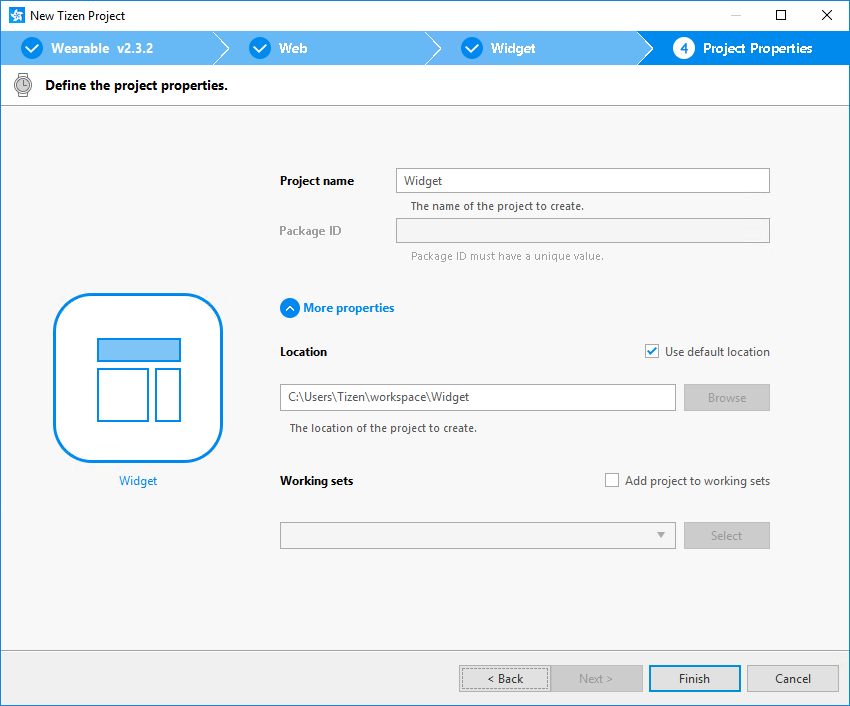 New Tizen Project
Wearable v2.3.2
Web
Widget
4 Project Properties
Define the project properties.
Project name
Widget
The name of the project to create.
Package ID
Package ID must have a unique value.
More properties
Location
Use default location
C:\Users\Tizen\workspace\Widget
Browse
The location of the project to create.
Widget
Working sets
Add project to working sets
Select
< Back
Next >
Finish
Cancel